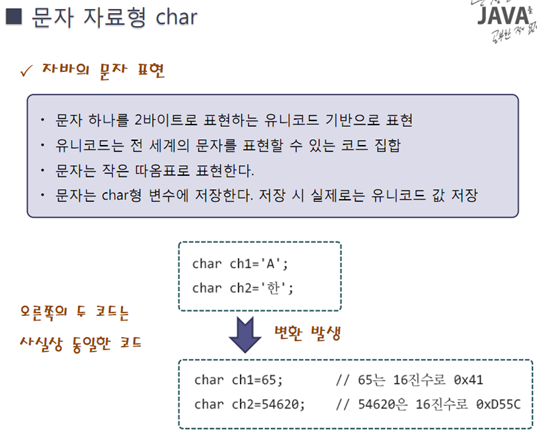 ■ 문자 자료형 char
JAVA를
✓ 자바의 문자 표현
· 문자 하나를 2바이트로 표현하는 유니코드 기반으로 표현
· 유니코드는 전 세계의 문자를 표현할 수 있는 코드 집합
· 문자는 작은 따옴표로 표현한다.
· 문자는 char형 변수에 저장한다. 저장 시 실제로는 유니코드 값 저장
char ch1='A';
char ch2='한';
오른쪽의 두 코드는
사실상 동일한 코드
변환 발생
char ch1=65; // 65는 16진수로 0x41
char ch2=54620; // 54620은 16진수로 0xD55C